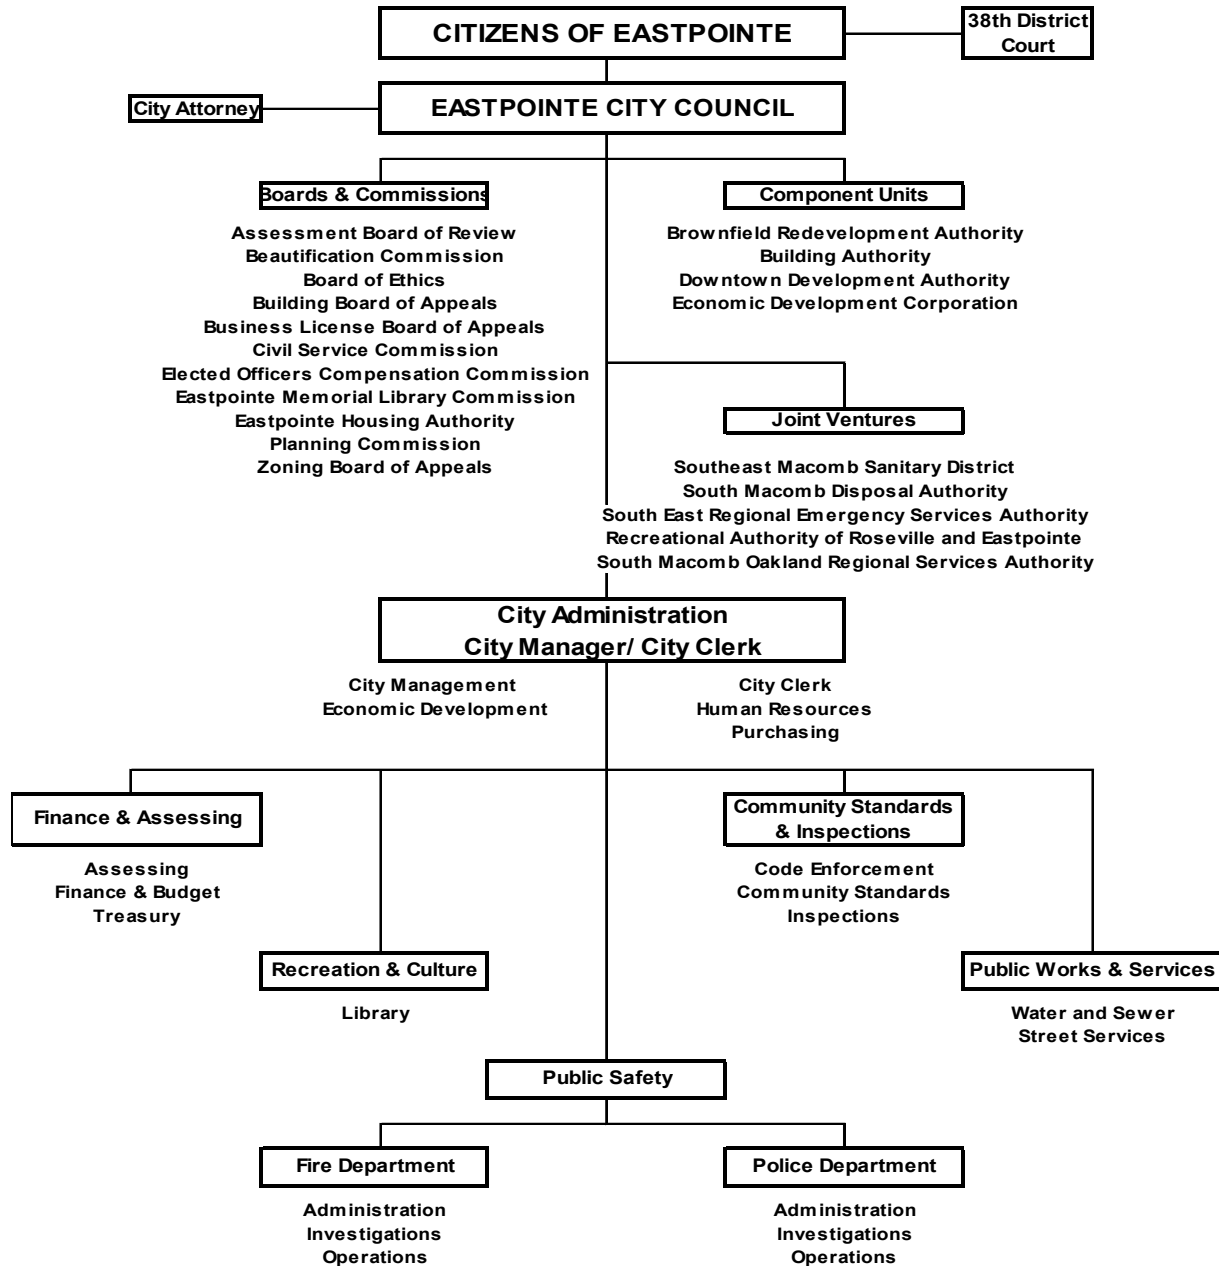 CITIZENS OF EASTPOINTE
38th District
Court
City Attorney
EASTPOINTE CITY COUNCIL
Boards & Commissions
Assessment Board of Review
Beautification Commission
Board of Ethics
Building Board of Appeals
Business License Board of Appeals
Civil Service Commission
Elected Officers Compensation Commission
Eastpointe Memorial Library Commission
Eastpointe Housing Authority
Planning Commission
Zoning Board of Appeals
Component Units
Brownfield Redevelopment Authority
Building Authority
Downtown Development Authority
Economic Development Corporation
Joint Ventures
Southeast Macomb Sanitary District
South Macomb Disposal Authority
South East Regional Emergency Services Authority
Recreational Authority of Roseville and Eastpointe
South Macomb Oakland Regional Services Authority
City Administration
City Manager/ City Clerk
City Management
Economic Development
City Clerk
Human Resources
Purchasing
Finance & Assessing
Assessing
Finance & Budget
Treasury
Community Standards
& Inspections
Code Enforcement
Community Standards
Inspections
Recreation & Culture
Library
Public Works & Services
Water and Sewer
Street Services
Public Safety
Fire Department
Administration
Investigations
Operations
Police Department
Administration
Investigations
Operations